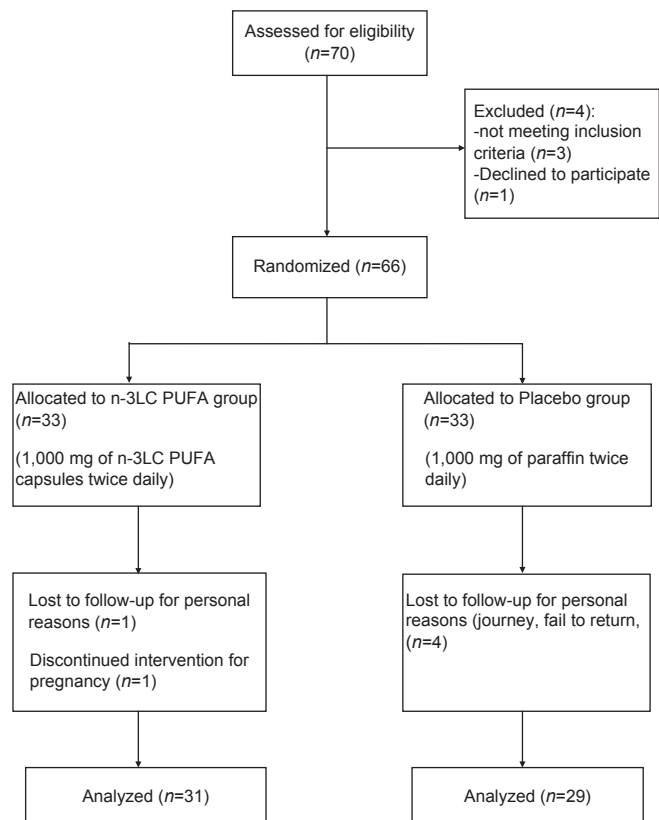 Assessed for eligibility
(n=70)
Excluded (n=4):
-not meeting inclusion
criteria (n=3)
-Declined to participate
(n=1)
Randomized (n=66)
Allocated to n-3LC PUFA group
(n=33)
(1,000 mg of n-3LC PUFA
capsules twice daily)
Allocated to Placebo group
(n=33)
(1,000 mg of paraffin twice
daily)
Lost to follow-up for personal
reasons (n=1)
Discontinued intervention for
pregnancy (n=1)
Lost to follow-up for personal
reasons (journey, fail to return,
(n=4)
Analyzed (n=31)
Analyzed (n=29)